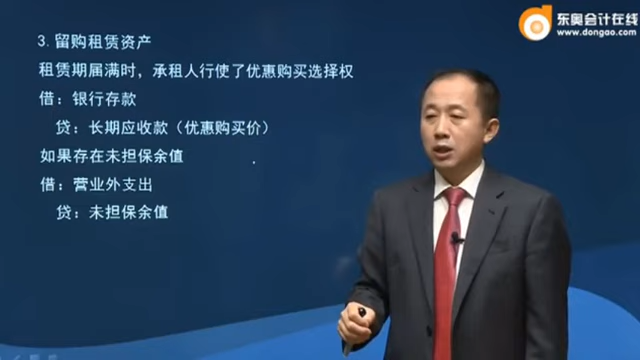 东奥会计在线
www.dongao.com
3.留购租赁资产
租赁期届满时，承租人行使了优惠购买选择权
借：银行存款
贷：长期应收款（优惠购买价）
如果存在未担保余值
借：营业外支出
贷：未担保余值